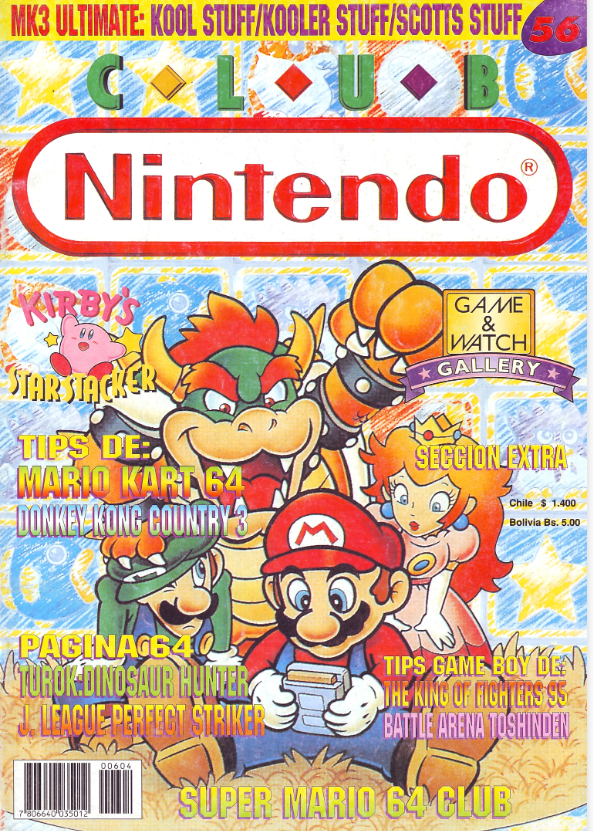 MK3 ULTIMATE: KOOL STUFF/KOOLER STUFF/SCOTTS STUFF
56
CLUB
Nintendo®
KIRBY'S
STAR STACKER
GAME
&
WATCH
GALLERY
TIPS DE:
MARIO KART 64
DONKEY KONG COUNTRY 3
SECCION EXTRA
Chile $ 1.400
Bolivia Bs. 5.00
M
PAGINA 64
TUROK:DINOSAUR HUNTER
J. LEAGUE PERFECT STRIKER
TIPS GAME BOY DE:
THE KING OF FIGHTERS 95
BATTLE ARENA TOSHINDEN
00604
7 806640 035012
SUPER MARIO 64 CLUB